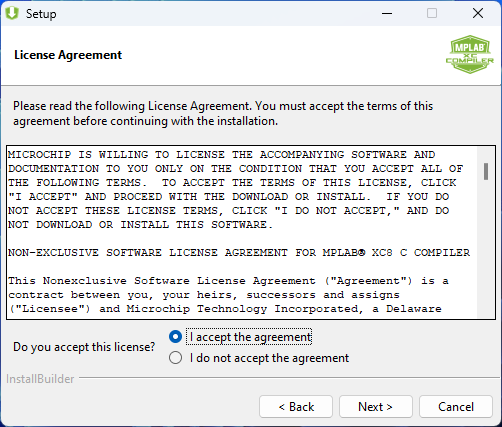 Setup
License Agreement
MPLAB®
XC
COMPILER
Please read the following License Agreement. You must accept the terms of this
agreement before continuing with the installation.
MICROCHIP IS WILLING TO LICENSE THE ACCOMPANYING SOFTWARE AND
DOCUMENTATION TO YOU ONLY ON THE CONDITION THAT YOU ACCEPT ALL OF
THE FOLLOWING TERMS.  TO ACCEPT THE TERMS OF THIS LICENSE, CLICK
"I ACCEPT" AND PROCEED WITH THE DOWNLOAD OR INSTALL.  IF YOU DO
NOT ACCEPT THESE LICENSE TERMS, CLICK "I DO NOT ACCEPT," AND DO
NOT DOWNLOAD OR INSTALL THIS SOFTWARE.
NON-EXCLUSIVE SOFTWARE LICENSE AGREEMENT FOR MPLAB® XC8 C COMPILER
This Nonexclusive Software License Agreement ("Agreement") is a
contract between you, your heirs, successors and assigns
("Licensee") and Microchip Technology Incorporated, a Delaware
Do you accept this license?
I accept the agreement
I do not accept the agreement
InstallBuilder
< Back
Next >
Cancel